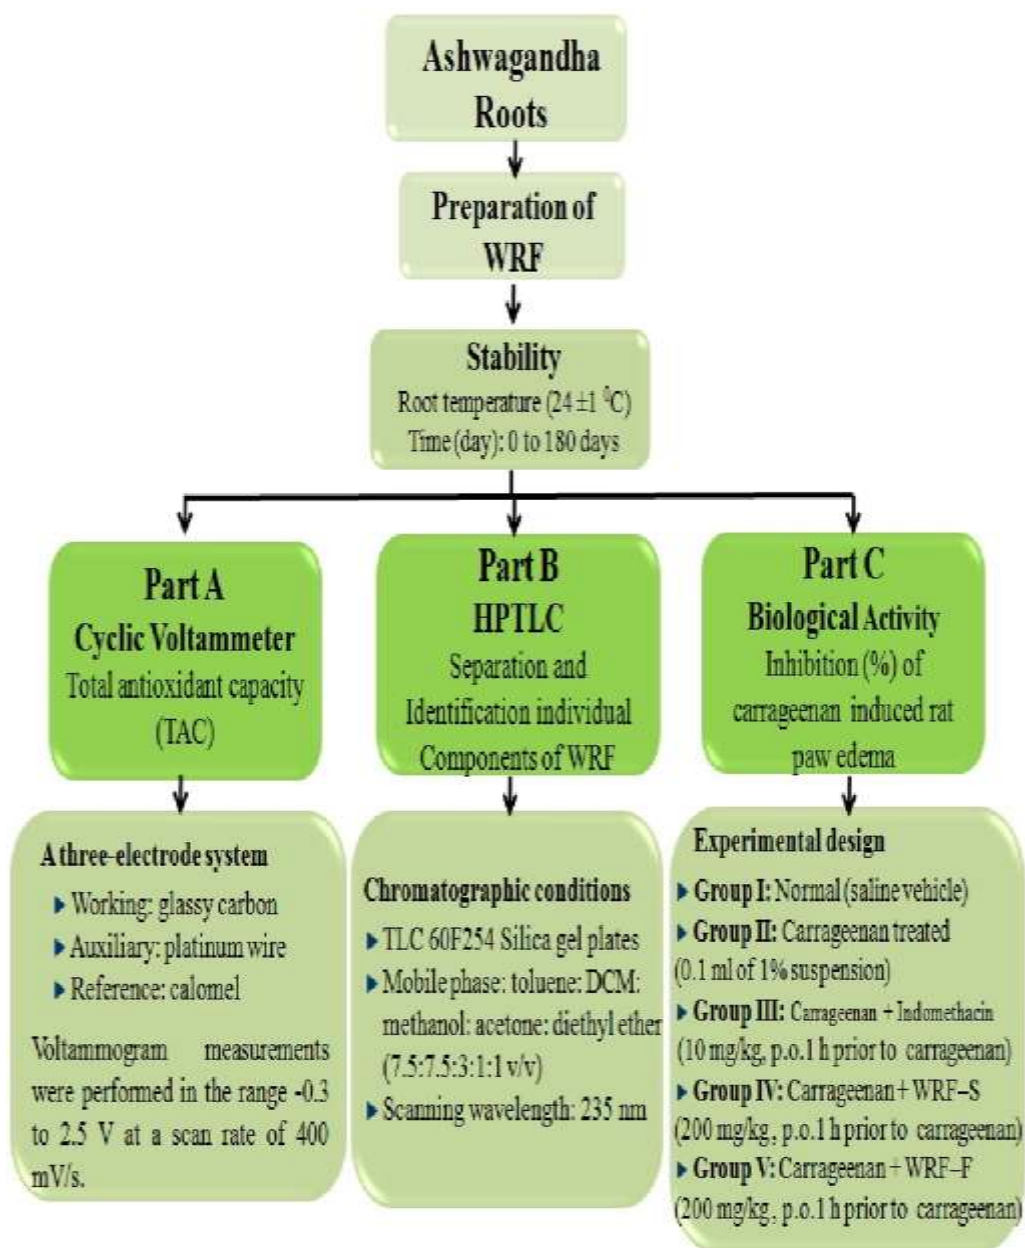 Ashwagandha
Roots
Preparation of
WRF
Stability
Root temperature (24 ±1 ⁰C)
Time (day): 0 to 180 days
Part A
Cyclic Voltammeter
Total antioxidant capacity
(TAC)
Part B
HPTLC
Separation and
Identification individual
Components of WRF
Part C
Biological Activity
Inhibition (%) of
carrageenan induced rat
paw edema
A three-electrode system
Working: glassy carbon
Auxiliary: platinum wire
Reference: calomel
Voltammogram measurements
were performed in the range -0.3
to 2.5 V at a scan rate of 400
mV/s.
Chromatographic conditions
TLC 60F254 Silica gel plates
Mobile phase: toluene: DCM:
methanol: acetone: diethyl ether
(7.5:7.5:3:1:1 v/v)
Scanning wavelength: 235 nm
Experimental design
Group I: Normal (saline vehicle)
Group II: Carrageenan treated
(0.1 ml of 1% suspension)
Group III: Carrageenan + Indomethacin
(10 mg/kg, p.o.1 h prior to carrageenan)
Group IV: Carrageenan + WRF–S
(200 mg/kg, p.o.1 h prior to carrageenan)
Group V: Carrageenan + WRF–F
(200 mg/kg, p.o.1 h prior to carrageenan)